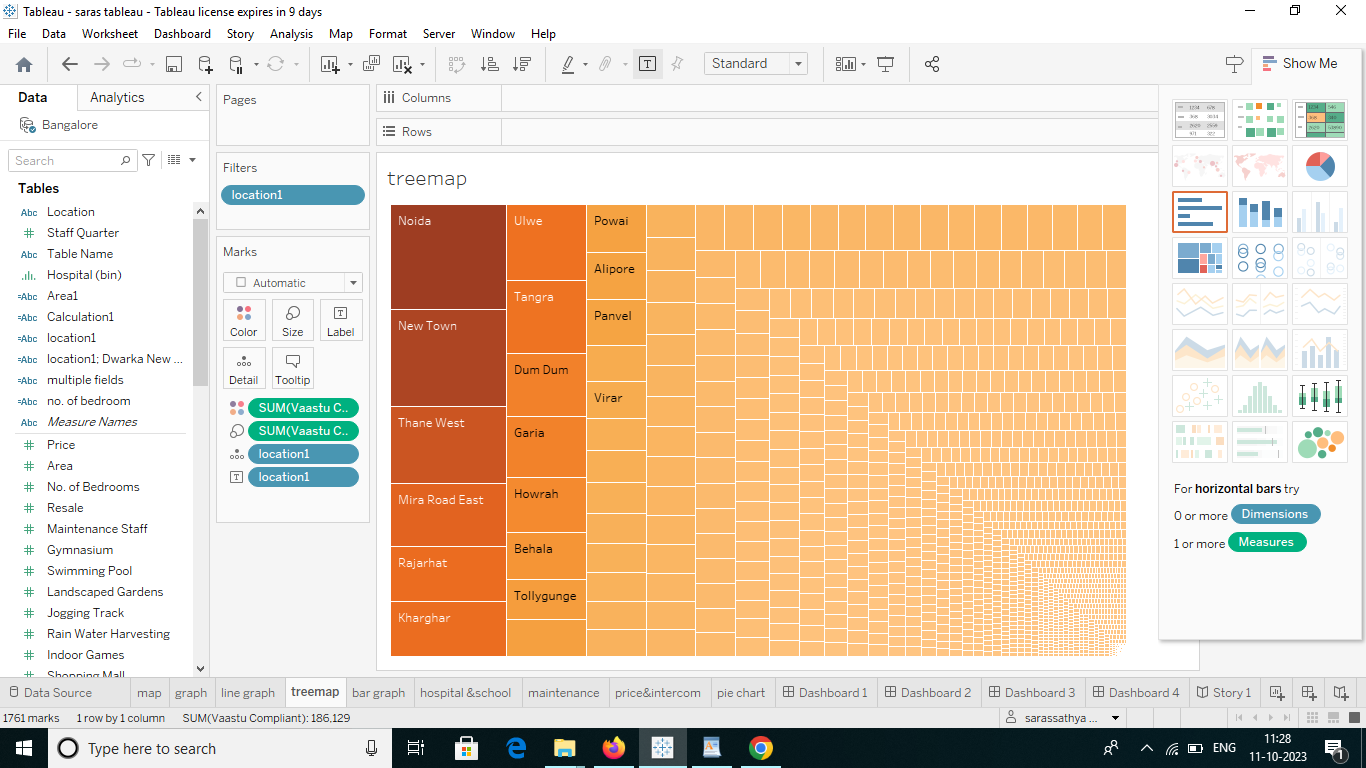 Tableau - saras tableau - Tableau license expires in 9 days
File Data Worksheet Dashboard Story Analysis Map Format Server Window Help
Standard
Show Me
Data Analytics
Bangalore
Search
Tables
Abc Location
Staff Quarter
Abc Table Name
Hospital (bin)
=Abc Area1
=Abc Calculation1
=Abc location1
=Abc location1; Dwarka New ...
=Abc multiple fields
=Abc no. of bedroom
Abc Measure Names
Price
Area
No. of Bedrooms
Resale
Maintenance Staff
Gymnasium
Swimming Pool
Landscaped Gardens
Jogging Track
Rain Water Harvesting
Indoor Games
Shopping Mall
Pages
Filters
location1
Marks
Automatic
Color Size Label
Detail Tooltip
SUM(Vaastu C..
SUM(Vaastu C..
location1
location1
Columns
Rows
treemap
Noida
New Town
Thane West
Mira Road East
Rajarhat
Kharghar
Ulwe
Tangra
Dum Dum
Garia
Howrah
Behala
Tollygunge
Powai
Alipore
Panvel
Virar
For horizontal bars try
0 or more Dimensions
1 or more Measures
Data Source map graph line graph treemap bar graph hospital &school maintenance price&intercom pie chart Dashboard 1 Dashboard 2 Dashboard 3 Dashboard 4 Story 1
1761 marks 1 row by 1 column SUM(Vaastu Compliant): 186,129 sarassathya ...
Type here to search
ENG
11:28
11-10-2023
1